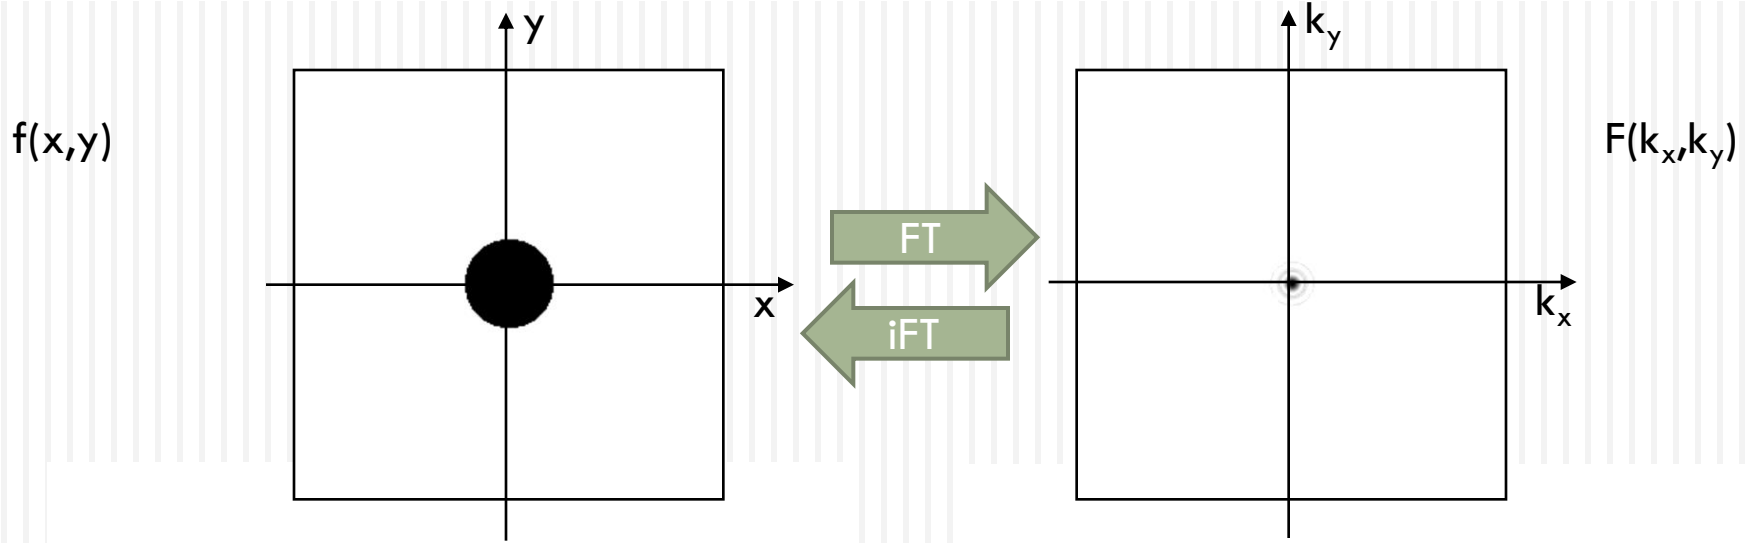 y
k_y
f(x,y)
F(k_x,k_y)
FT
x
k_x
iFT